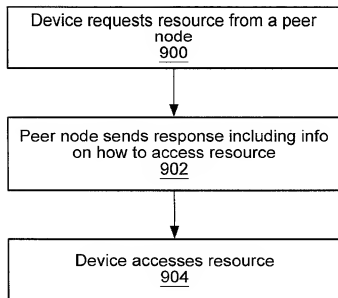 Device requests resource from a peer
node
900
Peer node sends response including info
on how to access resource
902
Device accesses resource
904